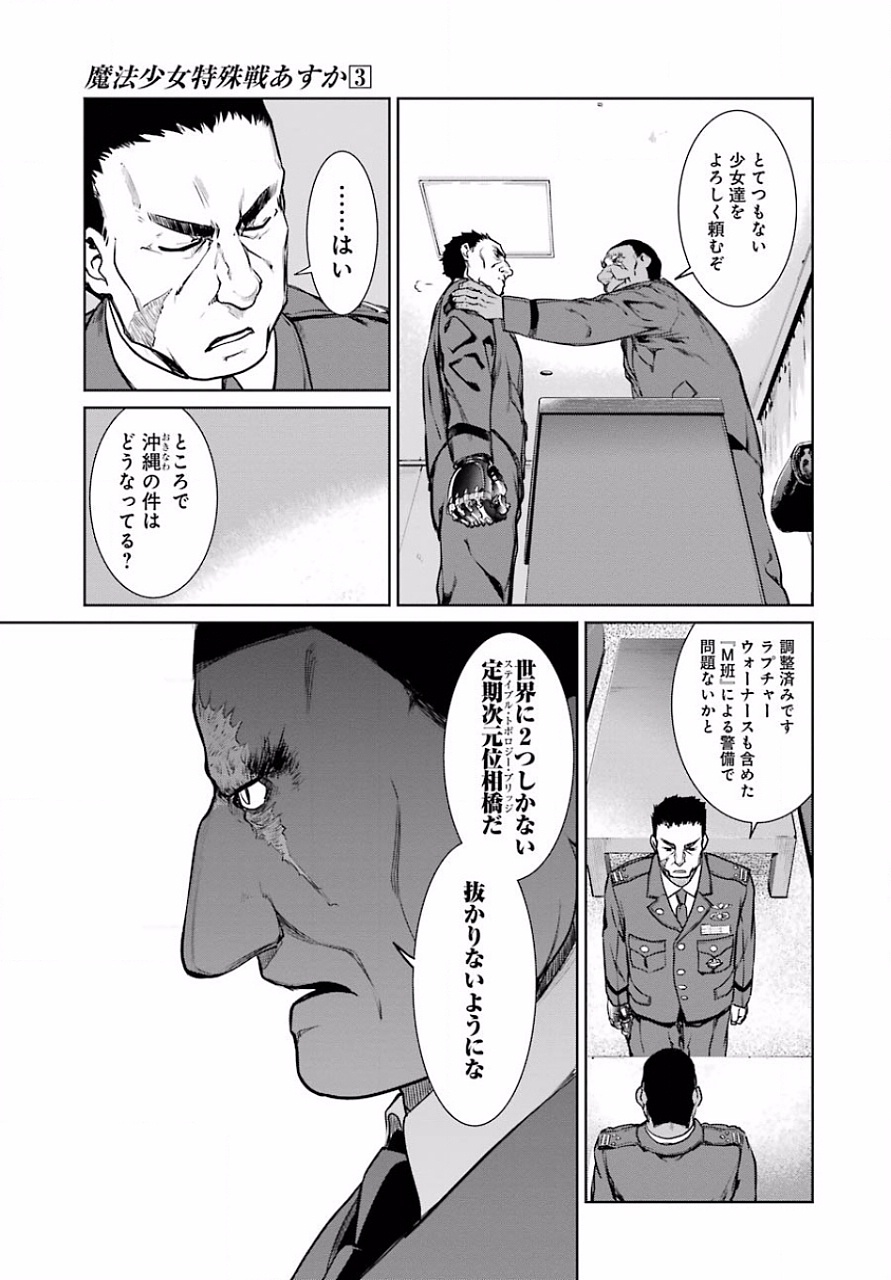 魔法少女特殊戦あすか3
とてつもない
少女達を
よろしく頼むぞ
……はい
ところで
沖縄の件は
おきなわ
どうなってる?
調整済みです
ラプチャー
ウォーナースも含めた
『M班』による警備で
問題ないかと
世界に2つしかない
定期次元位相橋だ
ステイブル・トポロジー・ブリッジ
抜かりないようにな